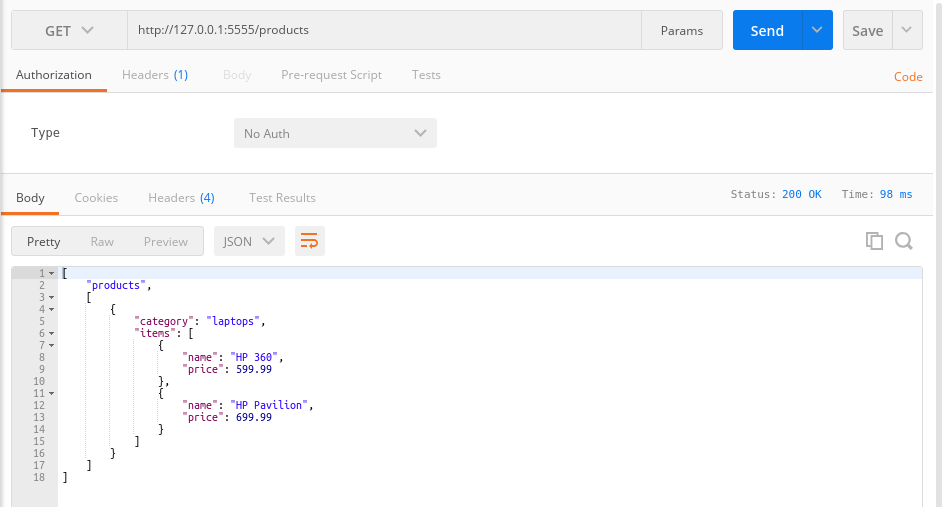 GET http://127.0.0.1:5555/products Params Send Save
Authorization Headers (1) Body Pre-request Script Tests Code
Type No Auth
Body Cookies Headers (4) Test Results Status: 200 OK Time: 98 ms
Pretty Raw Preview JSON
1 [
2 "products",
3 [
4 {
5 "category": "laptops",
6 "items": [
7 {
8 "name": "HP 360",
9 "price": 599.99
10 },
11 {
12 "name": "HP Pavilion",
13 "price": 699.99
14 }
15 ]
16 }
17 ]
18 ]